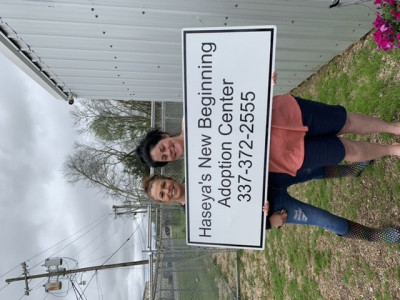 Haseya's New Beginning
Adoption Center
337-372-2555